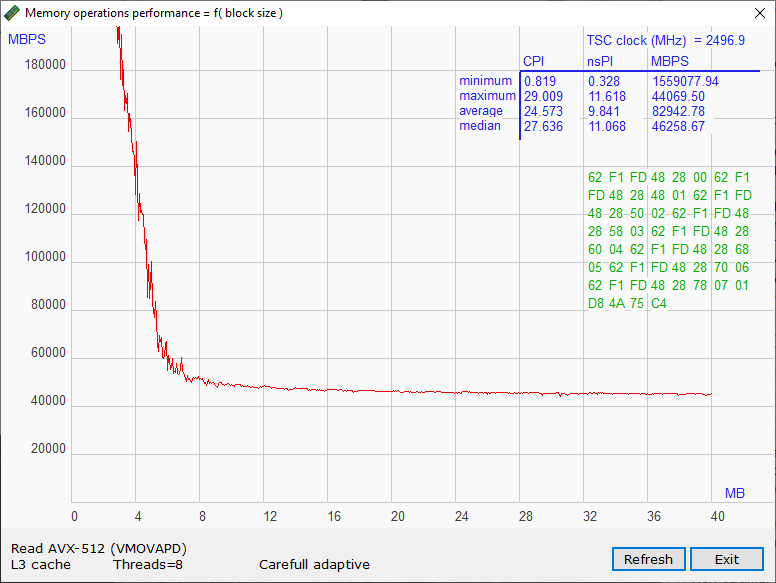 Memory operations performance = f( block size )
MBPS
TSC clock (MHz) = 2496.9
CPI nsPI MBPS
minimum 0.819 0.328 1559077.94
maximum 29.009 11.618 44069.50
average 24.573 9.841 82942.78
median 27.636 11.068 46258.67
180000
160000
140000
120000
100000
80000
60000
40000
20000
62 F1 FD 48 28 00 62 F1
FD 48 28 48 01 62 F1 FD
48 28 50 02 62 F1 FD 48
28 58 03 62 F1 FD 48 28
60 04 62 F1 FD 48 28 68
05 62 F1 FD 48 28 70 06
62 F1 FD 48 28 78 07 01
D8 4A 75 C4
MB
0 4 8 12 16 20 24 28 32 36 40
Read AVX-512 (VMOVAPD)
L3 cache Threads=8 Carefull adaptive
Refresh Exit